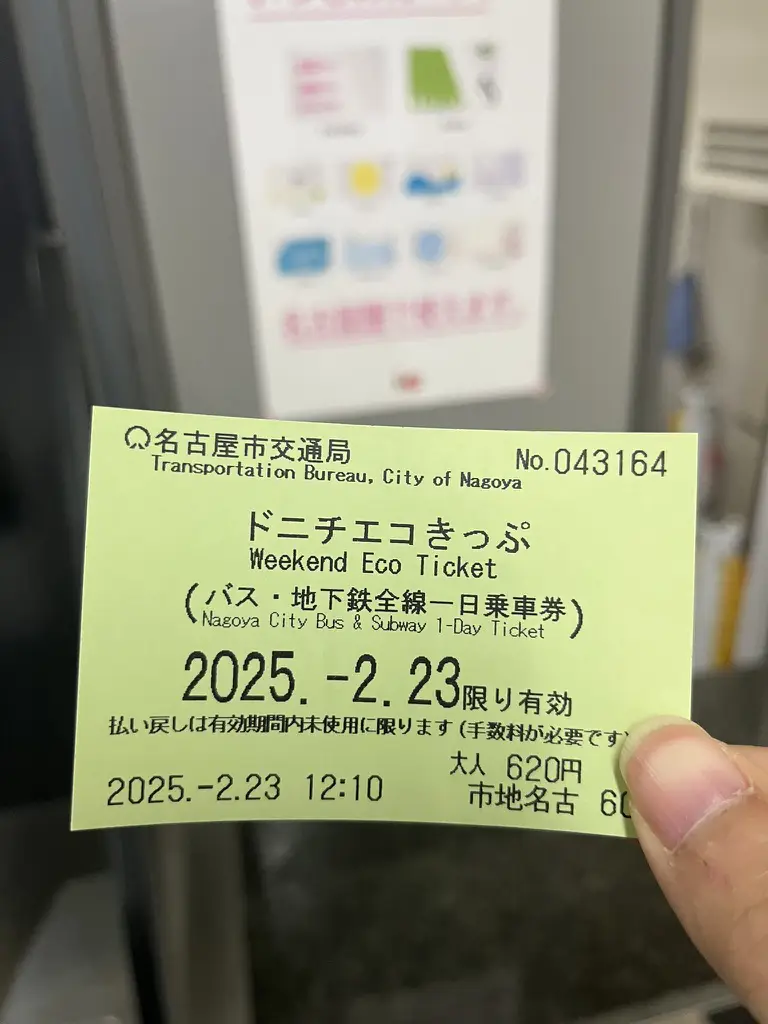 名古屋市交通局
Transportation Bureau, City of Nagoya
No.043164
ドニチエコきっぷ
Weekend Eco Ticket
(バス・地下鉄全線一日乗車券)
Nagoya City Bus & Subway 1-Day Ticket
2025.-2.23限り有効
払い戻しは有効期間内未使用に限ります(手数料が必要です)
大人 620円
2025.-2.23 12:10
市地名古